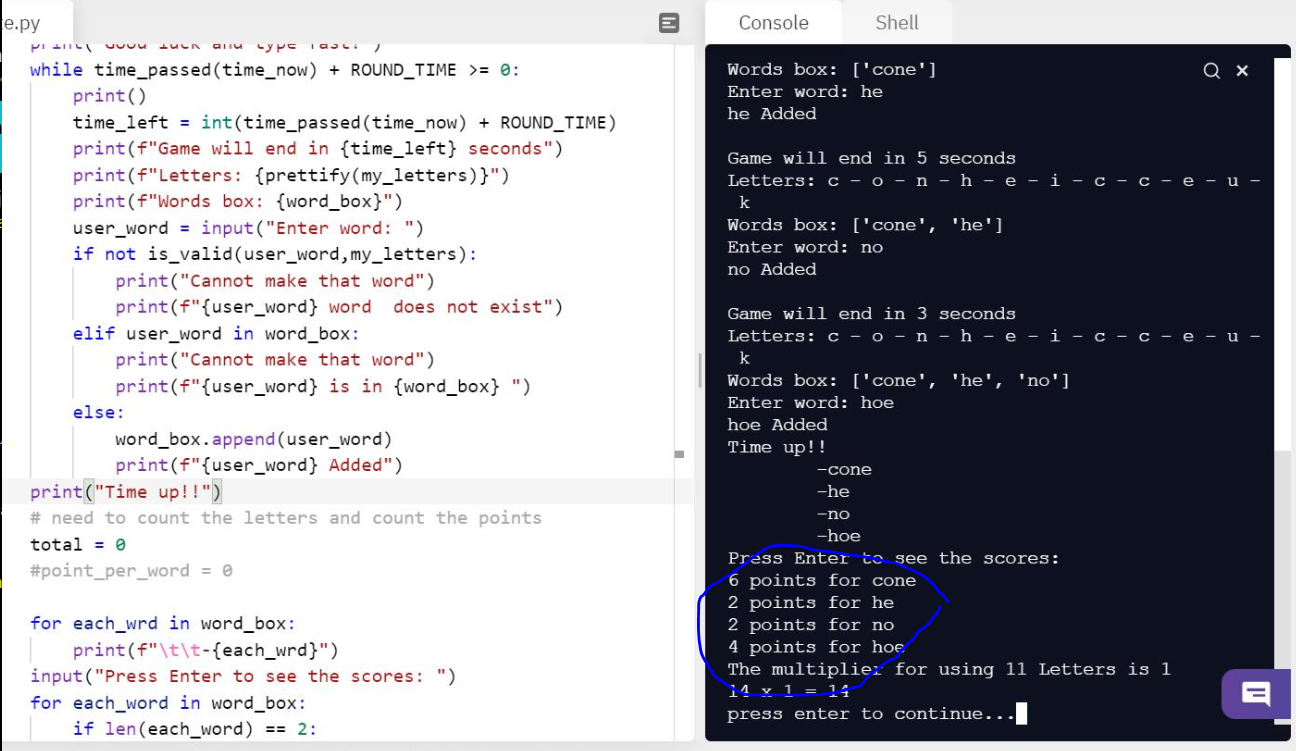 e.py
print("Good luck and type fast!")
while time_passed(time_now) + ROUND_TIME >= 0:
    print()
    time_left = int(time_passed(time_now) + ROUND_TIME)
    print(f"Game will end in {time_left} seconds")
    print(f"Letters: {prettify(my_letters)}")
    print(f"Words box: {word_box}")
    user_word = input("Enter word: ")
    if not is_valid(user_word,my_letters):
        print("Cannot make that word")
        print(f"{user_word} word  does not exist")
    elif user_word in word_box:
        print("Cannot make that word")
        print(f"{user_word} is in {word_box} ")
    else:
        word_box.append(user_word)
        print(f"{user_word} Added")
print("Time up!!")
# need to count the letters and count the points
total = 0
#point_per_word = 0
for each_wrd in word_box:
    print(f"\t\t-{each_wrd}")
input("Press Enter to see the scores: ")
for each_word in word_box:
    if len(each_word) == 2:
Console
Shell
Words box: ['cone']
Enter word: he
he Added
Game will end in 5 seconds
Letters: c - o - n - h - e - i - c - c - e - u -
 k
Words box: ['cone', 'he']
Enter word: no
no Added
Game will end in 3 seconds
Letters: c - o - n - h - e - i - c - c - e - u -
 k
Words box: ['cone', 'he', 'no']
Enter word: hoe
hoe Added
Time up!!
        -cone
        -he
        -no
        -hoe
Press Enter to see the scores:
6 points for cone
2 points for he
2 points for no
4 points for hoe
The multiplier for using 11 Letters is 1
14 x 1 = 14
press enter to continue...